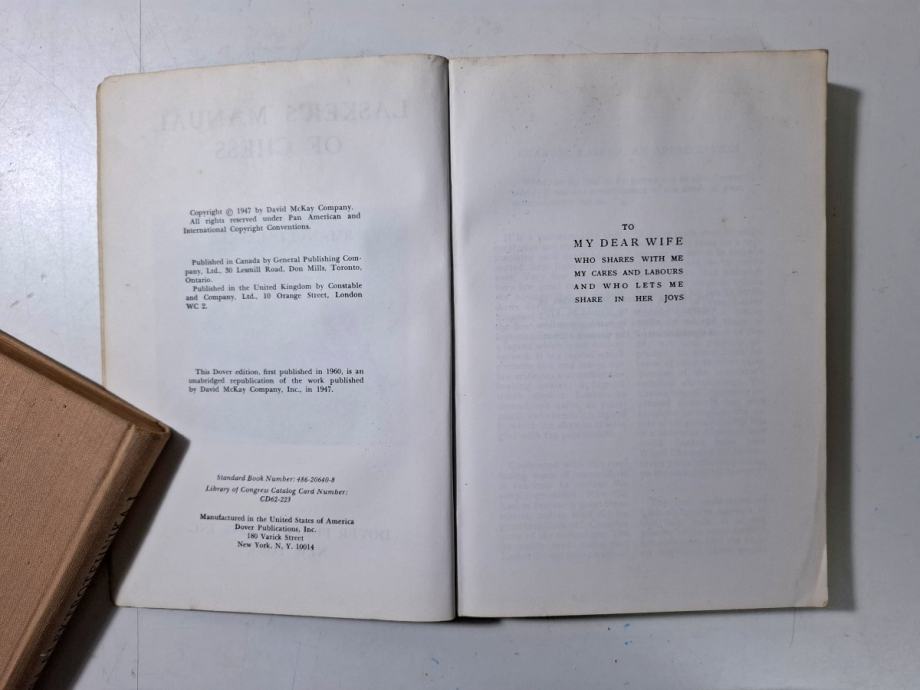 Copyright © 1947 by David McKay Company.
All rights reserved under Pan American and
International Copyright Conventions.
Published in Canada by General Publishing Com-
pany, Ltd., 30 Lesmill Road, Don Mills, Toronto,
Ontario.
Published in the United Kingdom by Constable
and Company, Ltd., 10 Orange Street, London
WC 2.
This Dover edition, first published in 1960, is an
unabridged republication of the work published
by David McKay Company, Inc., in 1947.
Standard Book Number: 486-20640-8
Library of Congress Catalog Card Number:
CD62-223
Manufactured in the United States of America
Dover Publications, Inc.
180 Varick Street
New York, N. Y. 10014
TO
MY DEAR WIFE
WHO SHARES WITH ME
MY CARES AND LABOURS
AND WHO LETS ME
SHARE IN HER JOYS
LASKER'S MANUAL
OF CHESS